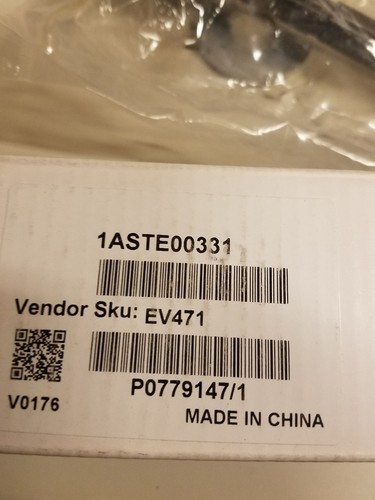 1ASTE00331
Vendor Sku: EV471
P0779147/1
V0176
MADE IN CHINA